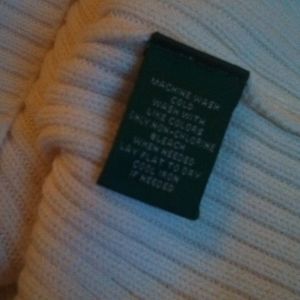 MACHINE WASH
COLD
WASH WITH
LIKE COLORS
ONLY NON-CHLORINE
BLEACH
WHEN NEEDED
LAY FLAT TO DRY
COOL IRON
IF NEEDED